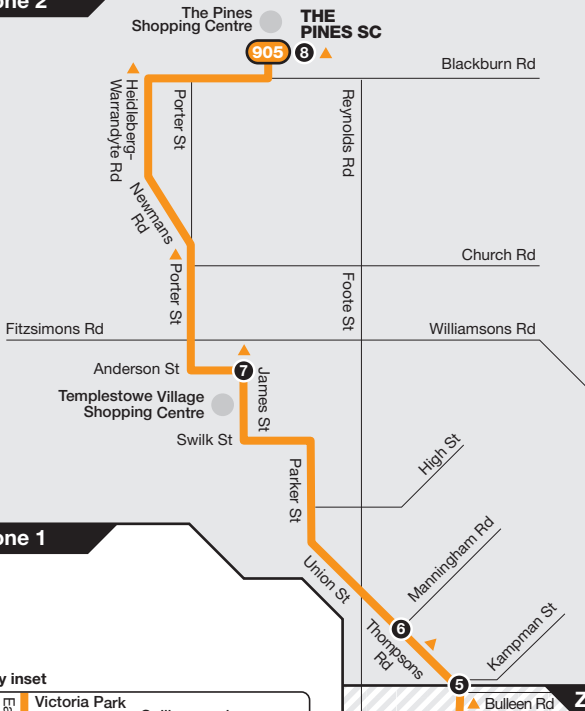 one 2
The Pines
Shopping Centre
THE
PINES SC
905
8
Blackburn Rd
Heidleberg-
Warrandyte Rd
Porter St
Reynolds Rd
Newmans
Rd
Church Rd
Porter St
Foote St
Fitzsimons Rd
Williamsons Rd
Anderson St
7
James St
Templestowe Village
Shopping Centre
Swilk St
High St
Parker St
one 1
Manningham Rd
Union St
6
Thompsons
Rd
Kampman St
5
y inset
Victoria Park
Bulleen Rd
Z